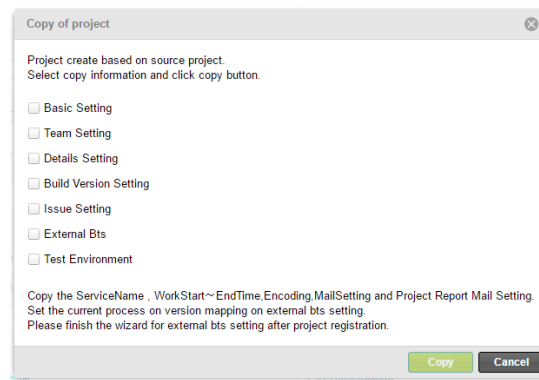 Copy of project
Project create based on source project.
Select copy information and click copy button.
Basic Setting
Team Setting
Details Setting
Build Version Setting
Issue Setting
External Bts
Test Environment
Copy the ServiceName , WorkStart~EndTime,Encoding,MailSetting and Project Report Mail Setting.
Set the current process on version mapping on external bts setting.
Please finish the wizard for external bts setting after project registration.
Copy Cancel